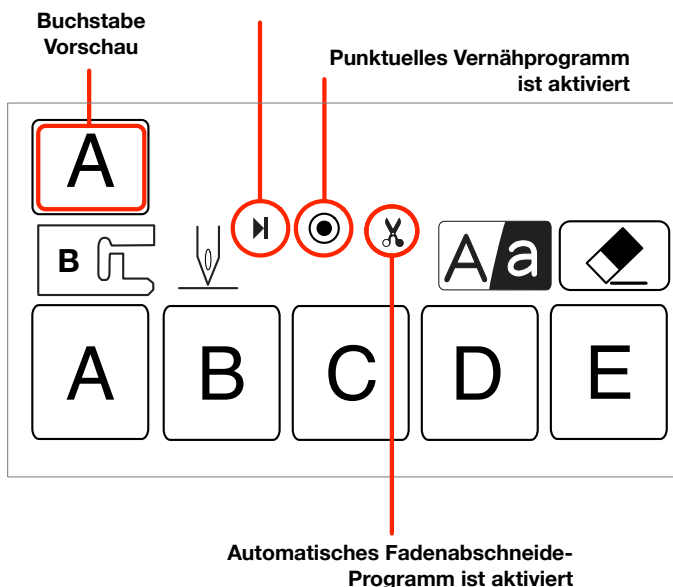 Buchstabe
Vorschau
Punktuelles Vernähprogramm
ist aktiviert
A
B
A a
A B C D E
Automatisches Fadenabschneide-
Programm ist aktiviert